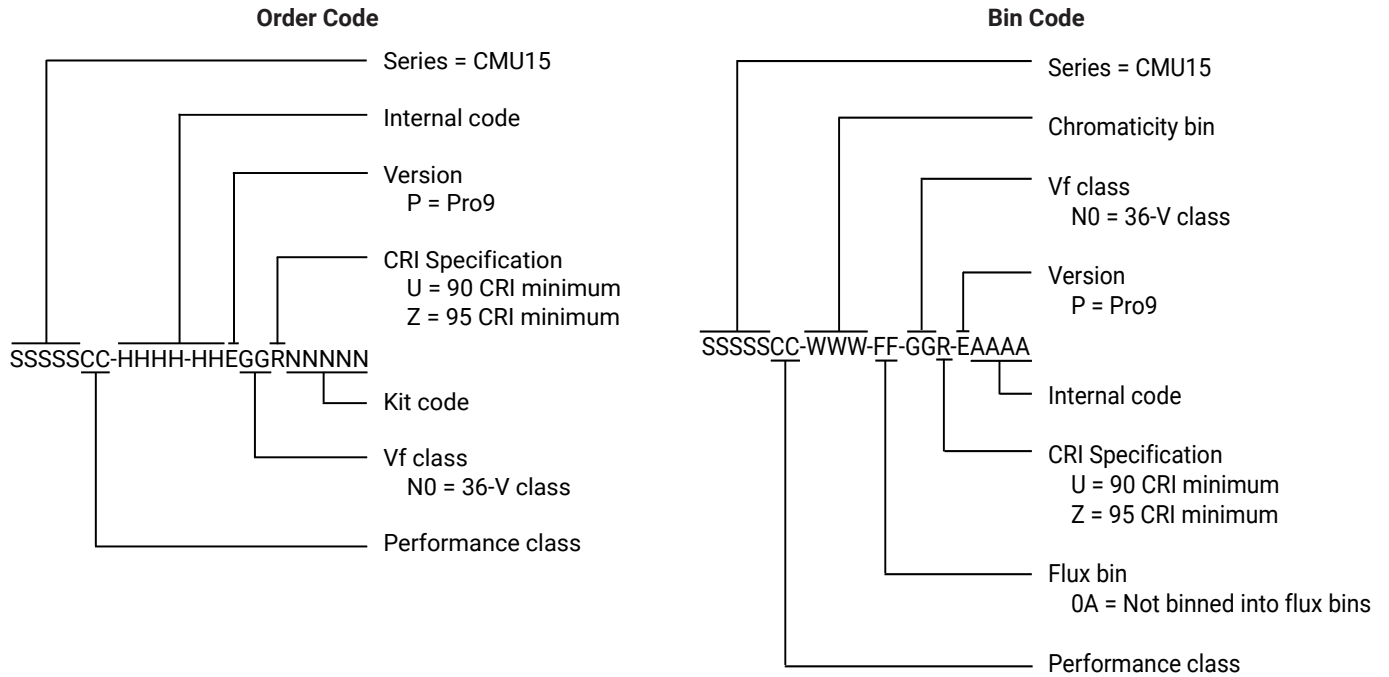 Order Code
Series = CMU15
Internal code
Version
P = Pro9
CRI Specification
U = 90 CRI minimum
Z = 95 CRI minimum
SSSSSCC-HHHH-HHEGGRNNNNN
Kit code
Vf class
N0 = 36-V class
Performance class
Bin Code
Series = CMU15
Chromaticity bin
Vf class
N0 = 36-V class
Version
P = Pro9
SSSSSCC-WWW-FF-GGR-EAAAA
Internal code
CRI Specification
U = 90 CRI minimum
Z = 95 CRI minimum
Flux bin
0A = Not binned into flux bins
Performance class